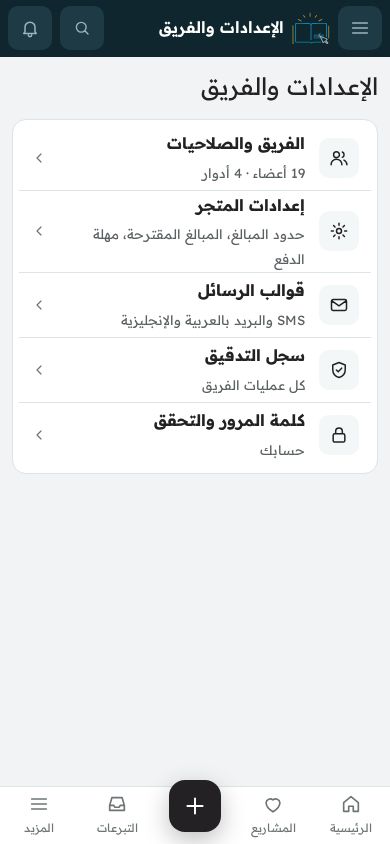 الإعدادات والفريق
الإعدادات والفريق
الفريق والصلاحيات
19 أعضاء · 4 أدوار
إعدادات المتجر
حدود المبالغ، المبالغ المقترحة، مهلة
الدفع
قوالب الرسائل
SMS والبريد بالعربية والإنجليزية
سجل التدقيق
كل عمليات الفريق
كلمة المرور والتحقق
حسابك
الرئيسية
المشاريع
التبرعات
المزيد